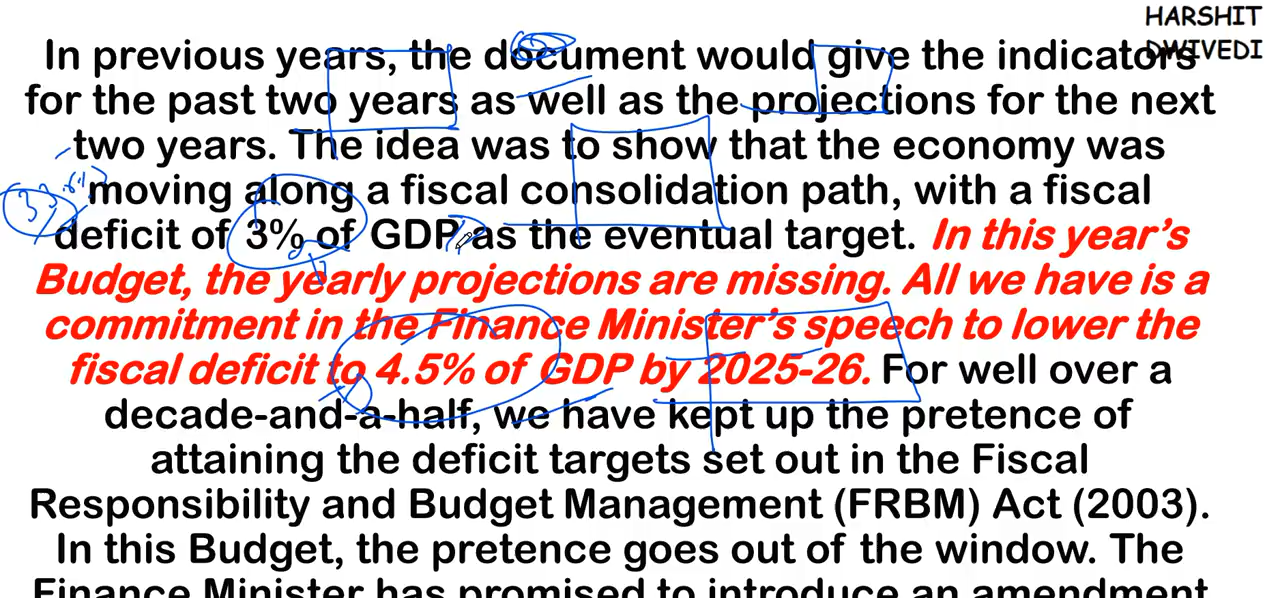 HARSHIT
DWIVEDI
In previous years, the document would give the indicators
for the past two years as well as the projections for the next
two years. The idea was to show that the economy was
moving along a fiscal consolidation path, with a fiscal
deficit of 3% of GDP as the eventual target. In this year's
Budget, the yearly projections are missing. All we have is a
commitment in the Finance Minister's speech to lower the
fiscal deficit to 4.5% of GDP by 2025-26. For well over a
decade-and-a-half, we have kept up the pretence of
attaining the deficit targets set out in the Fiscal
Responsibility and Budget Management (FRBM) Act (2003).
In this Budget, the pretence goes out of the window. The
Finance Minister has promised to introduce an amendment